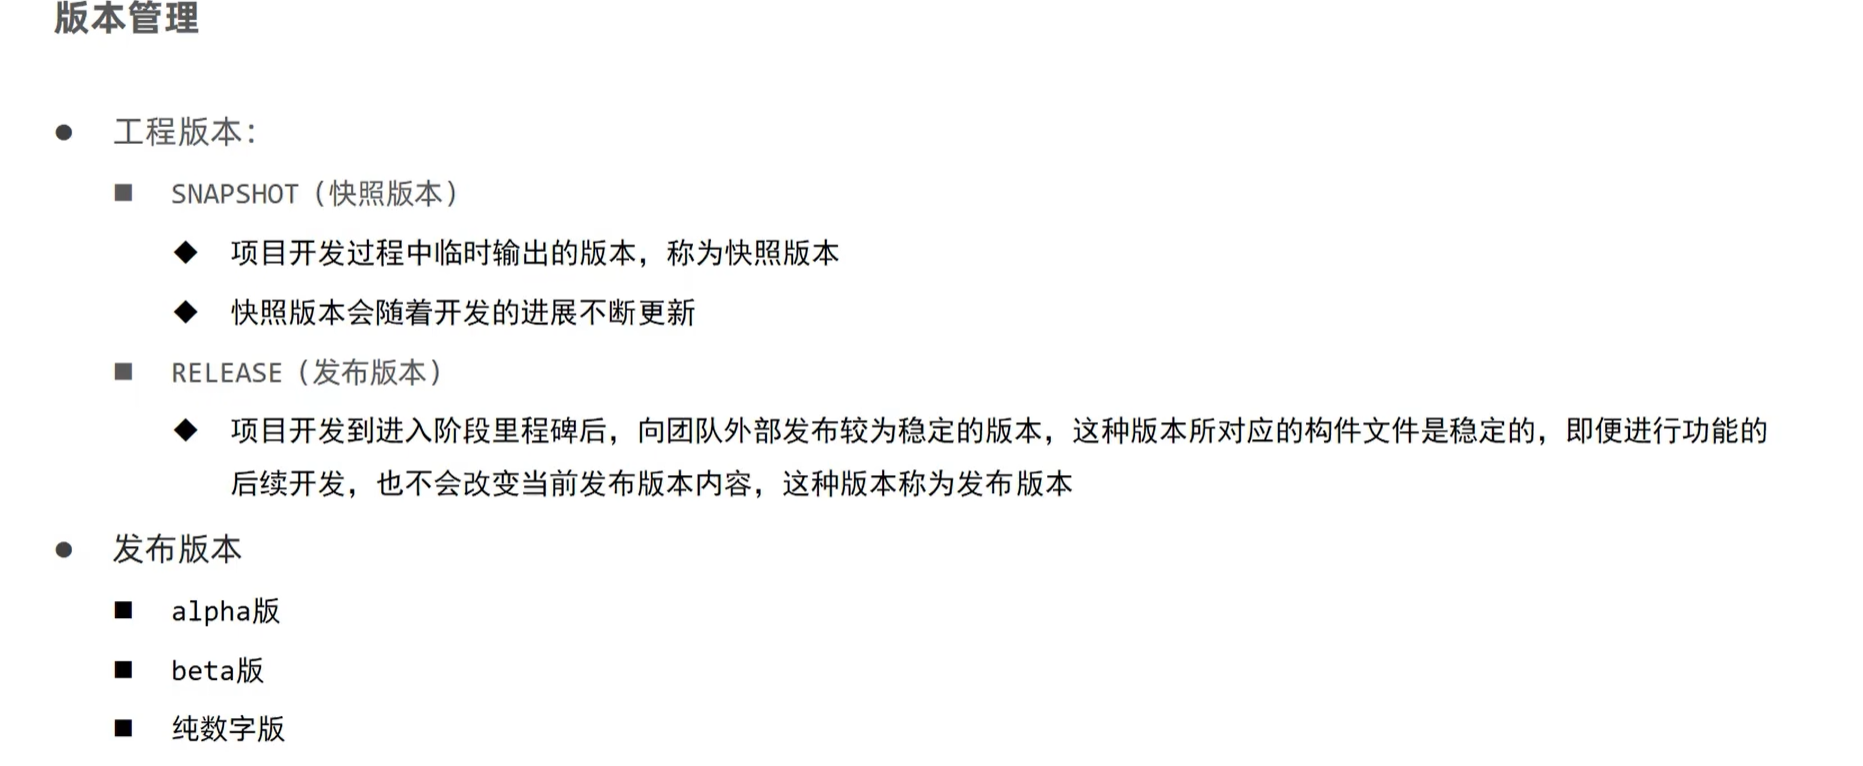 版本管理
● 工程版本：
■ SNAPSHOT（快照版本）
◆ 项目开发过程中临时输出的版本，称为快照版本
◆ 快照版本会随着开发的进展不断更新
■ RELEASE（发布版本）
◆ 项目开发到进入阶段里程碑后，向团队外部发布较为稳定的版本，这种版本所对应的构件文件是稳定的，即便进行功能的
后续开发，也不会改变当前发布版本内容，这种版本称为发布版本
● 发布版本
■ alpha版
■ beta版
■ 纯数字版